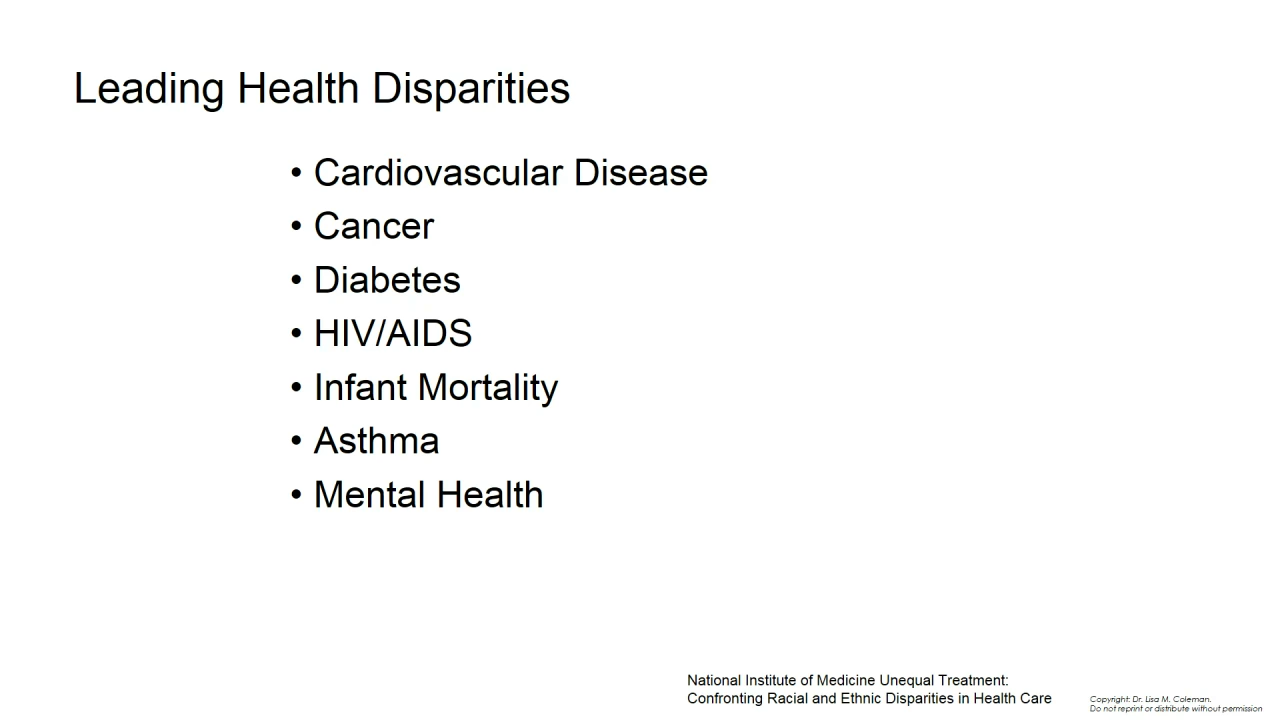 Leading Health Disparities
• Cardiovascular Disease
• Cancer
• Diabetes
• HIV/AIDS
• Infant Mortality
• Asthma
• Mental Health
National Institute of Medicine Unequal Treatment:
Confronting Racial and Ethnic Disparities in Health Care
Copyright: Dr. Lisa M. Coleman.
Do not reprint or distribute without permission